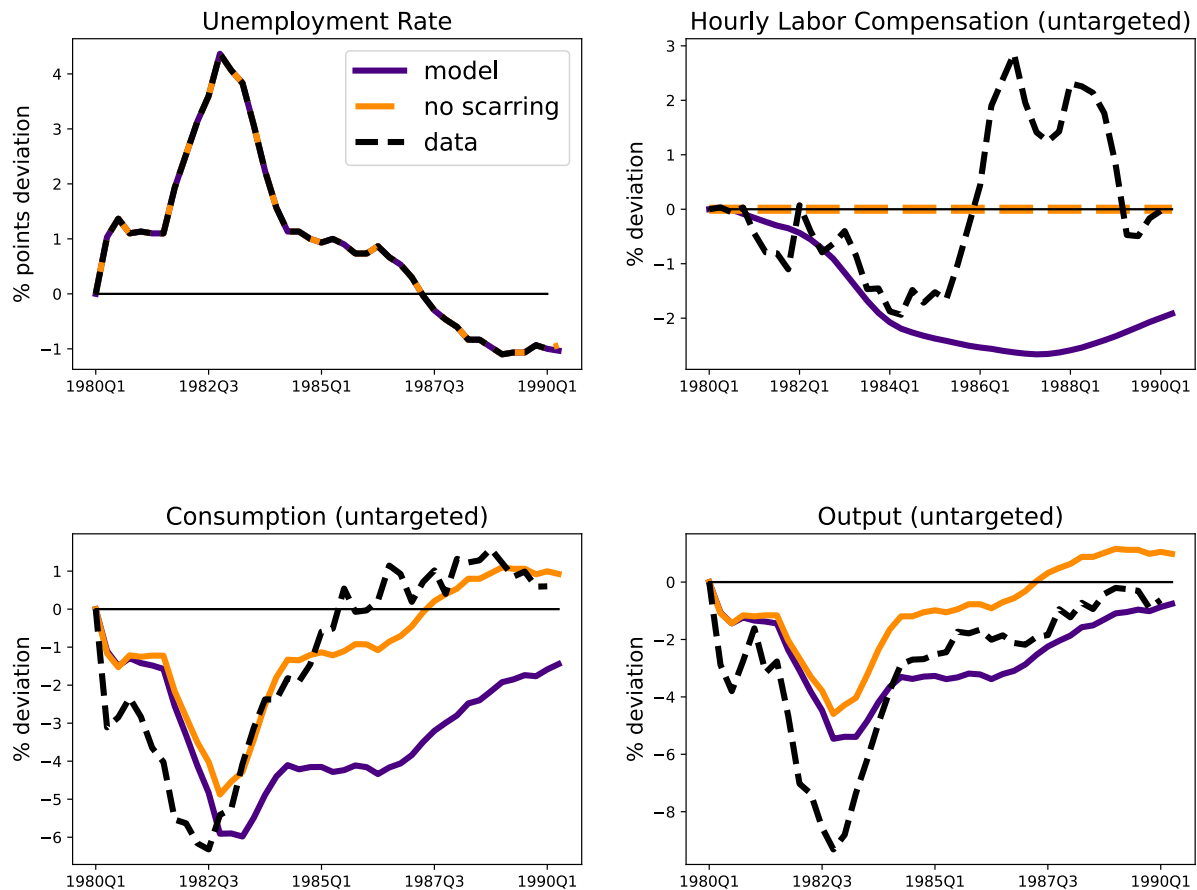 Unemployment Rate
% points deviation
4
3
2
1
0
−1
1980Q1 1982Q3 1985Q1 1987Q3 1990Q1
model
no scarring
data
Hourly Labor Compensation (untargeted)
% deviation
3
2
1
0
−1
−2
1980Q1 1982Q1 1984Q1 1986Q1 1988Q1 1990Q1
Consumption (untargeted)
% deviation
1
0
−1
−2
−3
−4
−5
−6
1980Q1 1982Q3 1985Q1 1987Q3 1990Q1
Output (untargeted)
% deviation
0
−2
−4
−6
−8
1980Q1 1982Q3 1985Q1 1987Q3 1990Q1